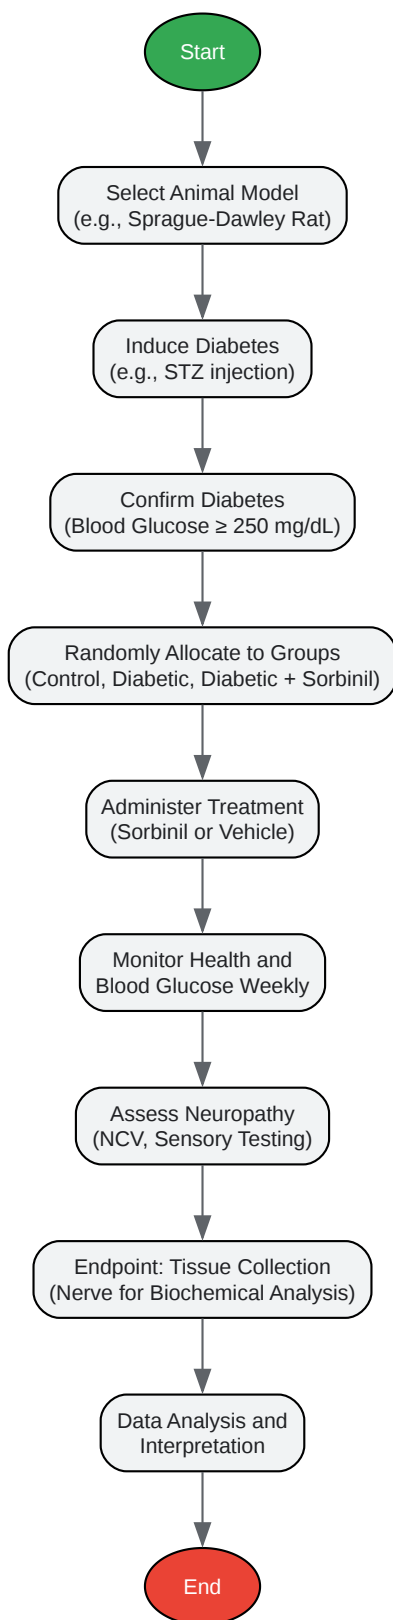 Start
Select Animal Model
(e.g., Sprague-Dawley Rat)
Induce Diabetes
(e.g., STZ injection)
Confirm Diabetes
(Blood Glucose ≥ 250 mg/dL)
Randomly Allocate to Groups
(Control, Diabetic, Diabetic + Sorbinil)
Administer Treatment
(Sorbinil or Vehicle)
Monitor Health and
Blood Glucose Weekly
Assess Neuropathy
(NCV, Sensory Testing)
Endpoint: Tissue Collection
(Nerve for Biochemical Analysis)
Data Analysis and
Interpretation
End